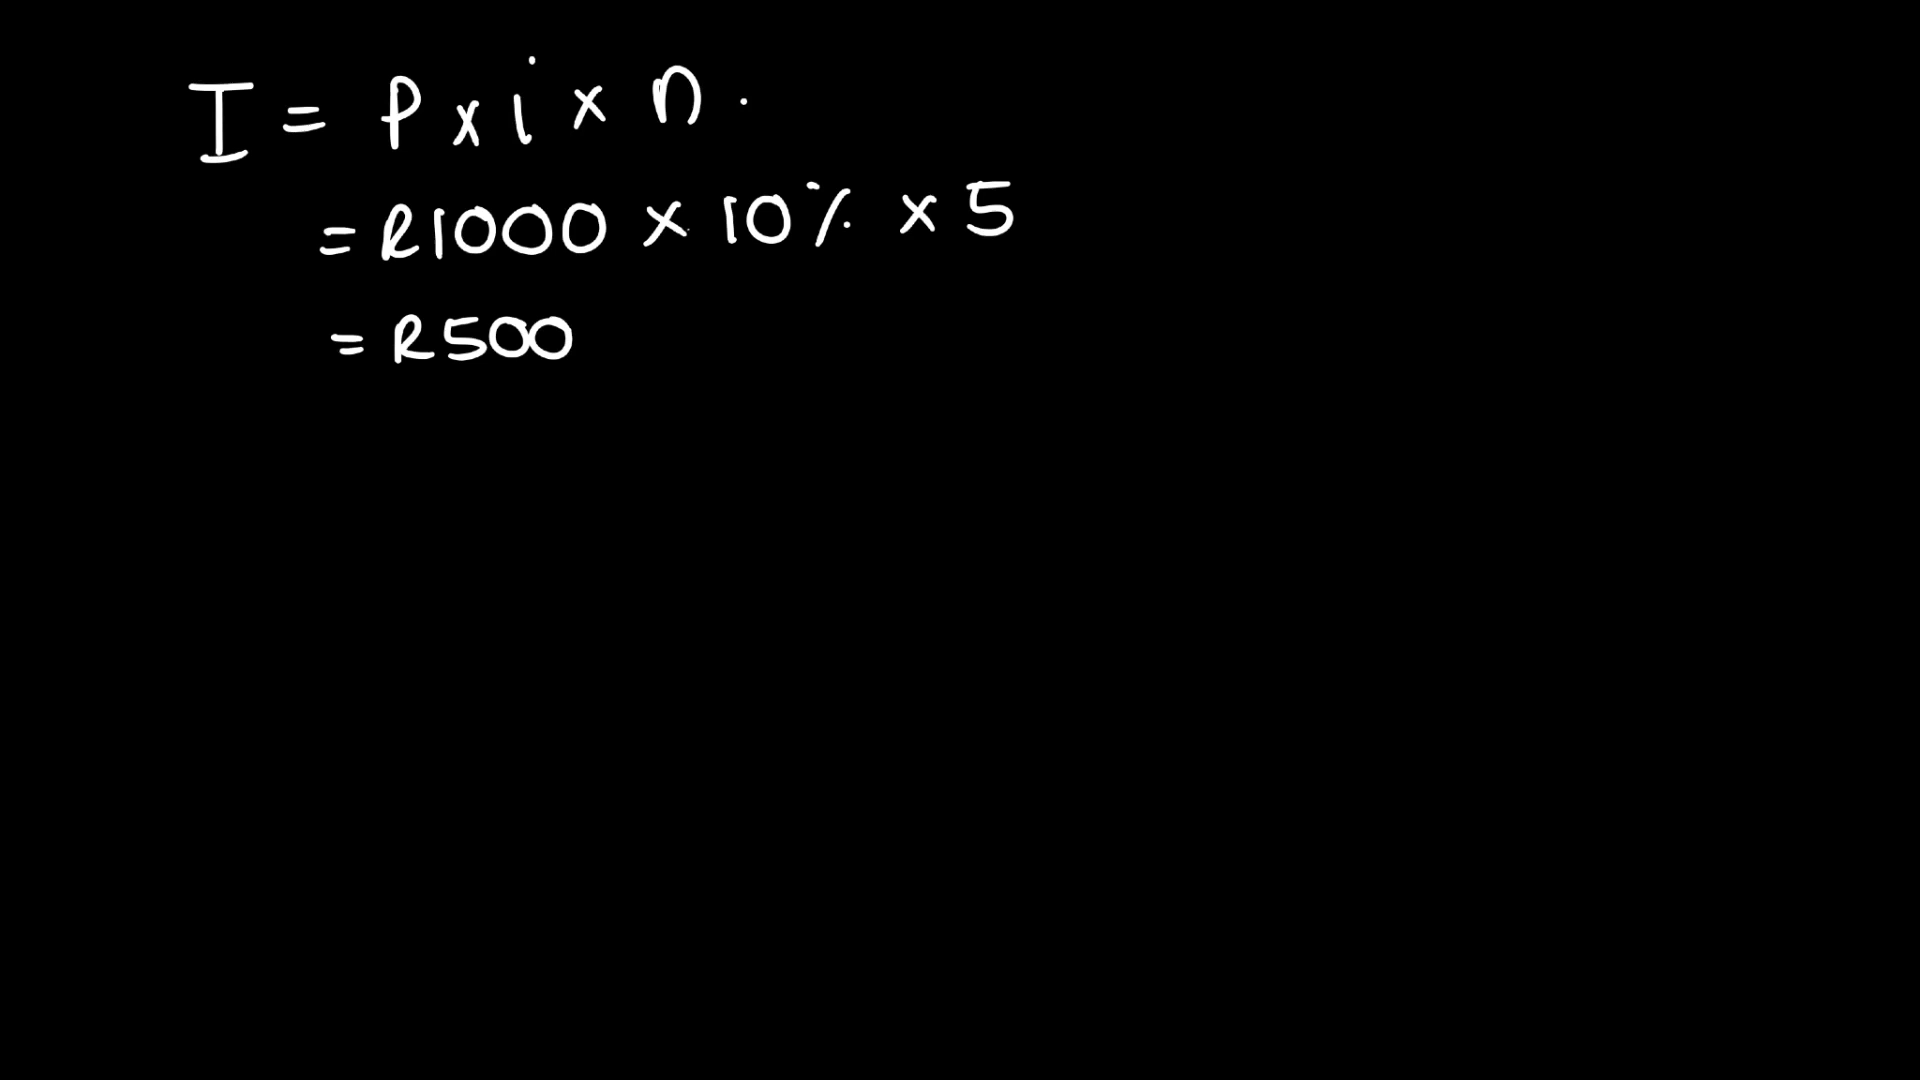 I = P x i x n.
= R1000 x 10% x 5
= R500